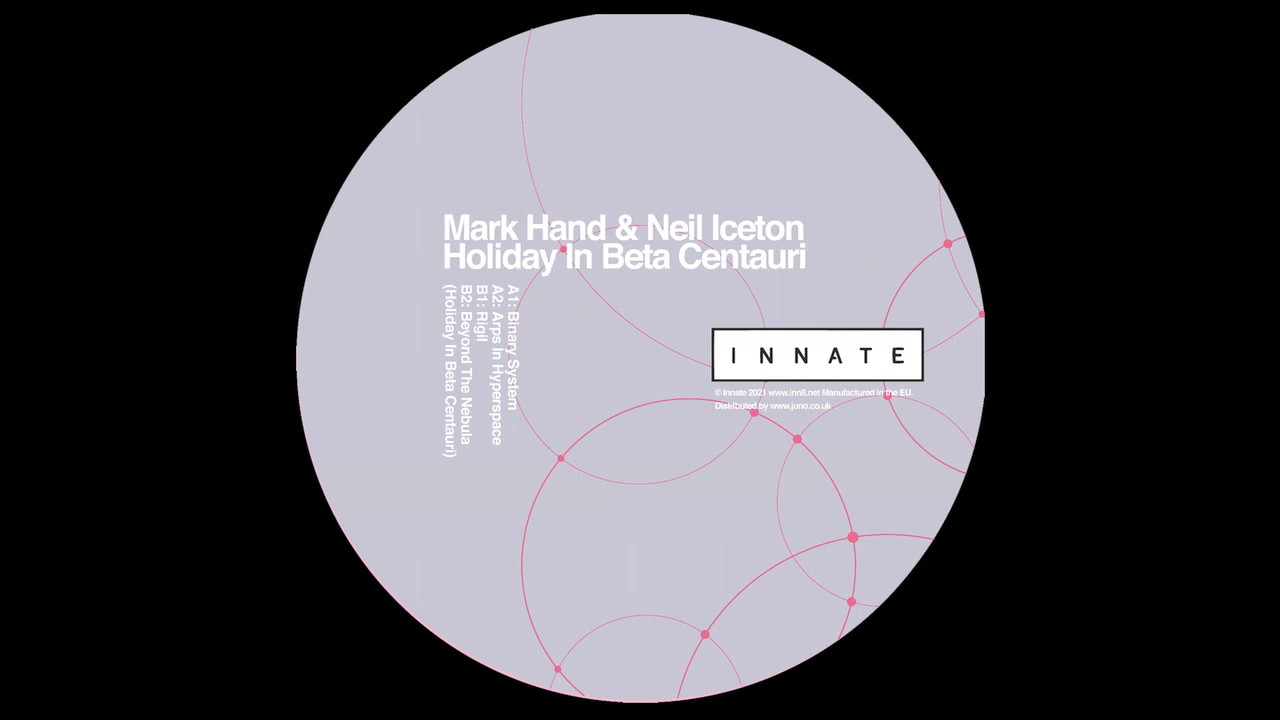 Mark Hand & Neil Iceton
Holiday In Beta Centauri
A1: Binary System
A2: Arps In Hyperspace
B1: Rigil
B2: Beyond The Nebula
(Holiday In Beta Centauri)
INNATE
© Innate 2021 www.inn8.net Manufactured in the EU.
Distributed by www.juno.co.uk